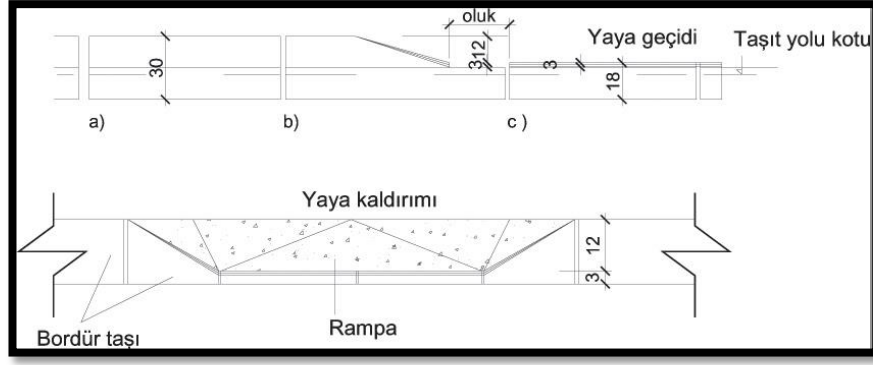 oluk
Yaya geçidi
Taşıt yolu kotu
30
3
12
3
18
a)
b)
c )
Yaya kaldırımı
12
3
Bordür taşı
Rampa